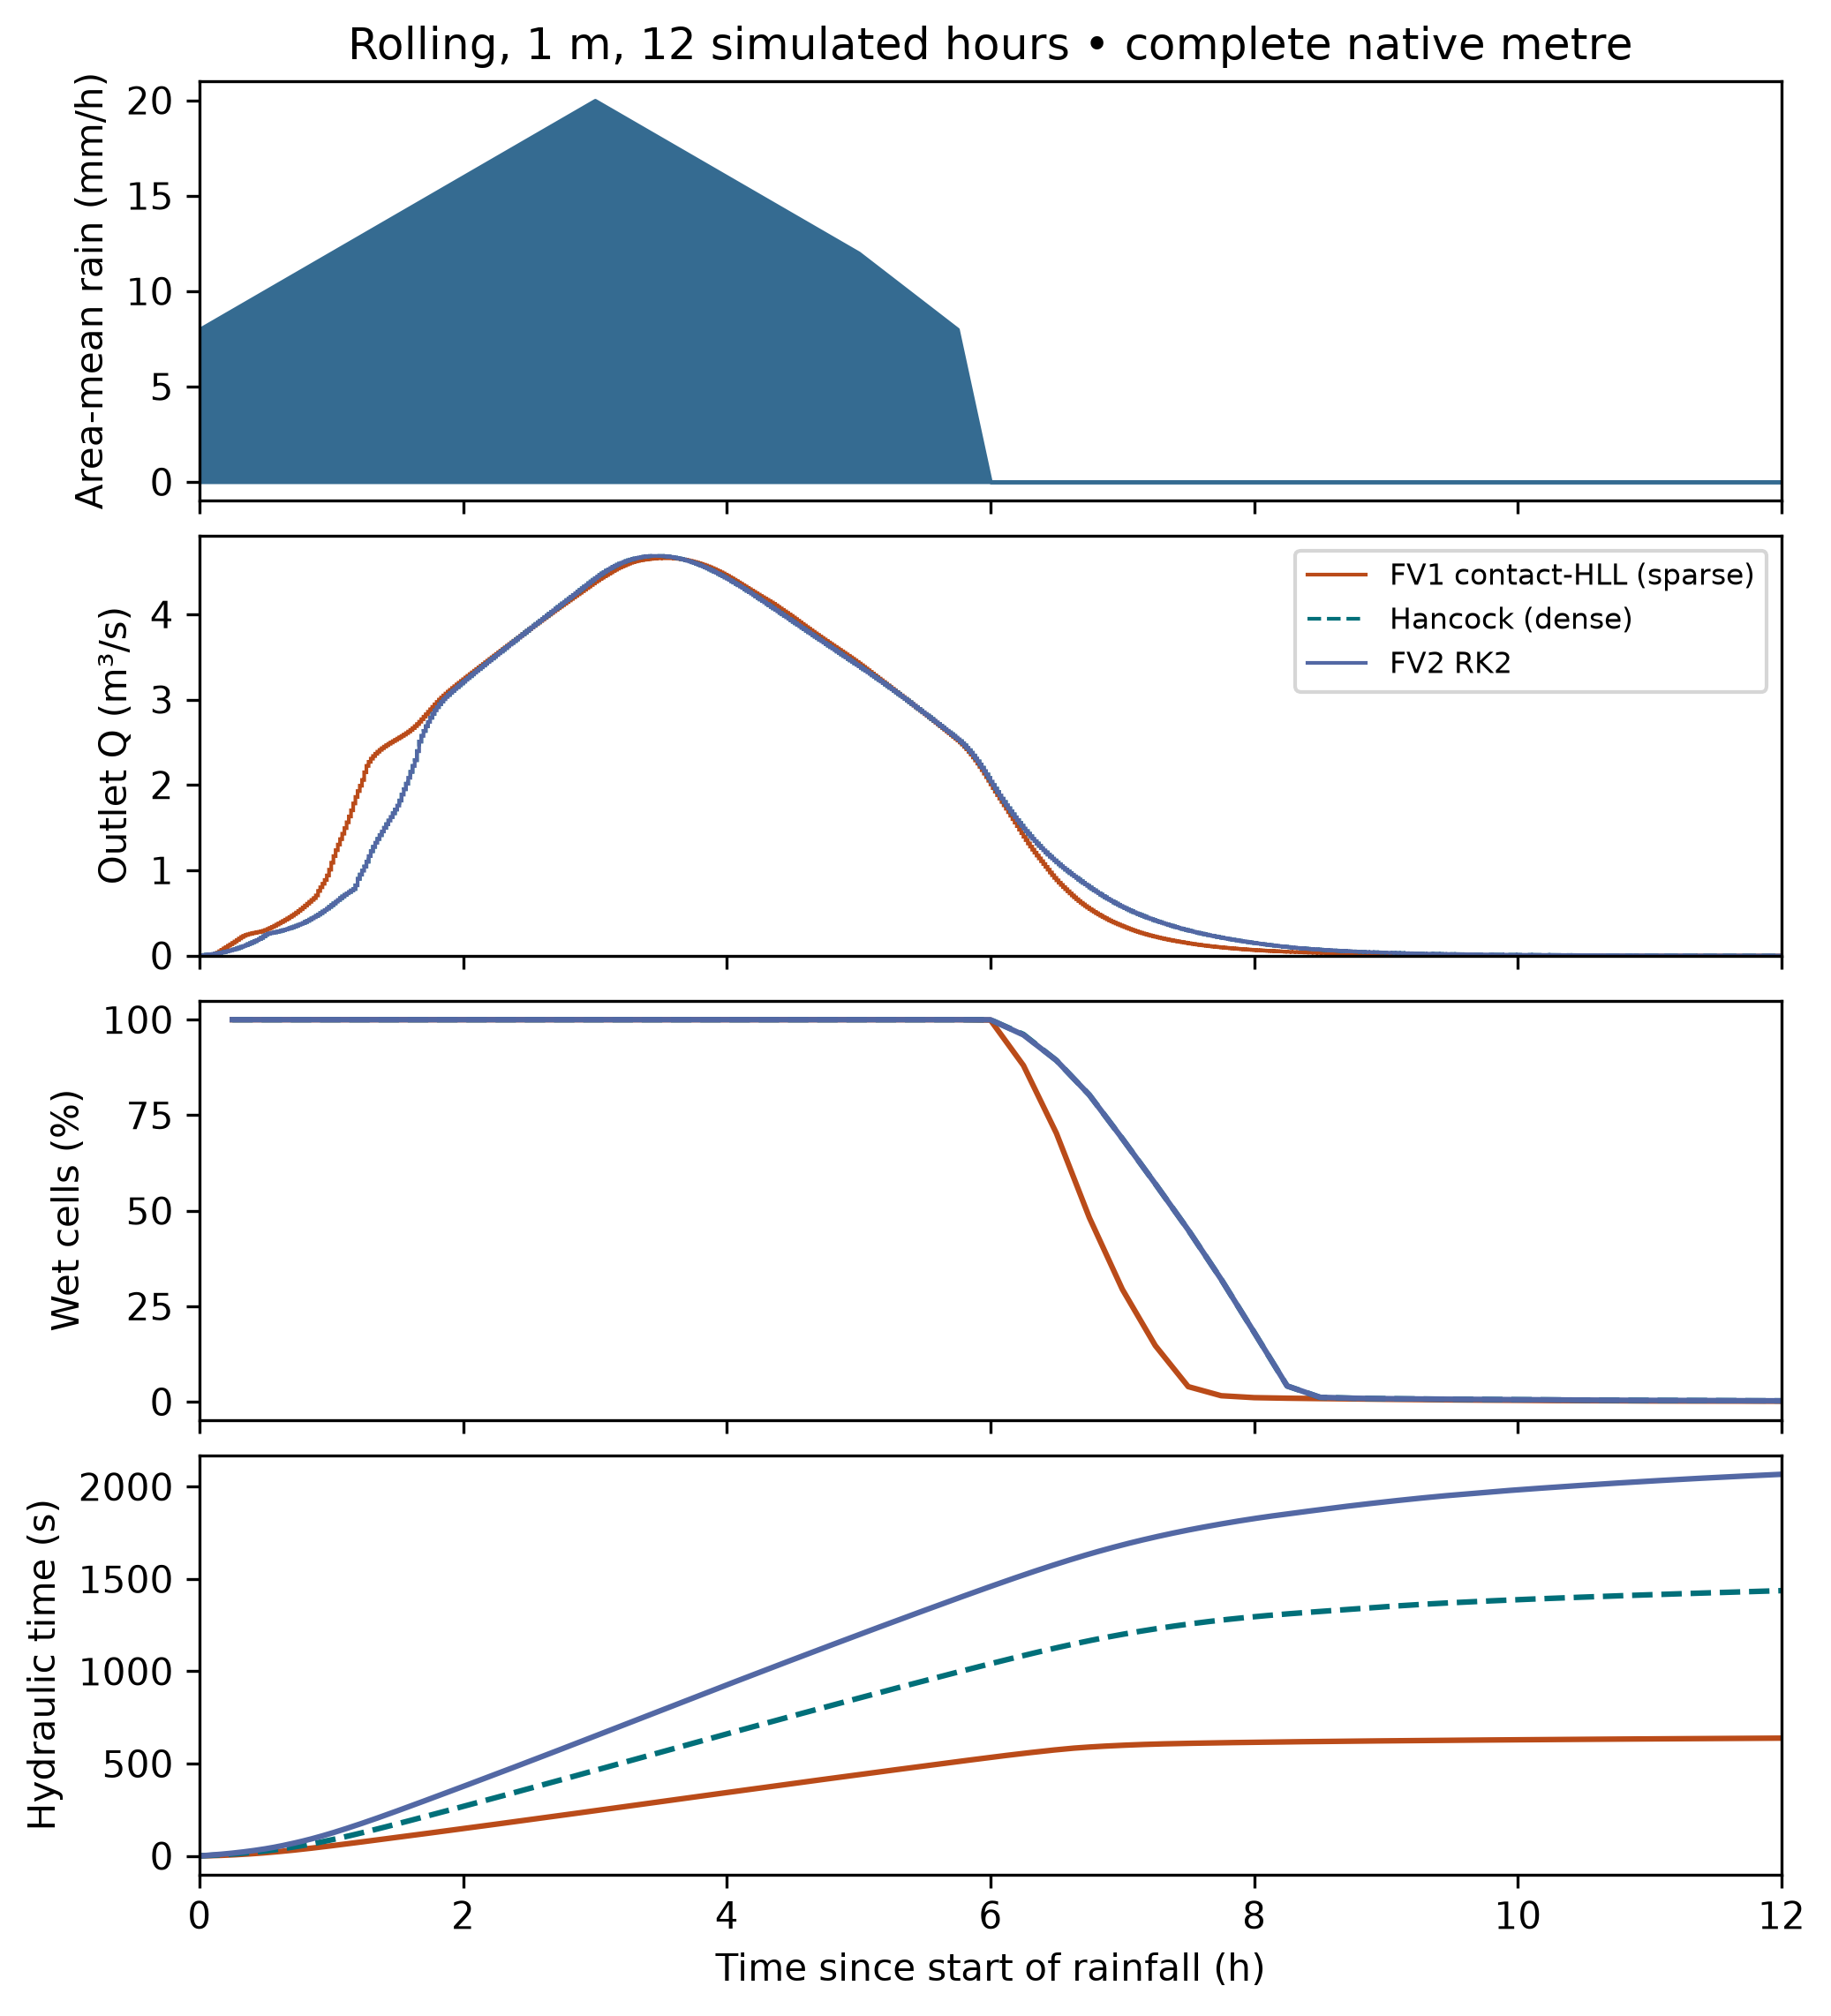 Rolling, 1 m, 12 simulated hours • complete native metre
Area-mean rain (mm/h)
20
15
10
5
0
Outlet Q (m³/s)
4
3
2
1
0
FV1 contact-HLL (sparse)
Hancock (dense)
FV2 RK2
Wet cells (%)
100
75
50
25
0
Hydraulic time (s)
2000
1500
1000
500
0
0 2 4 6 8 10 12
Time since start of rainfall (h)